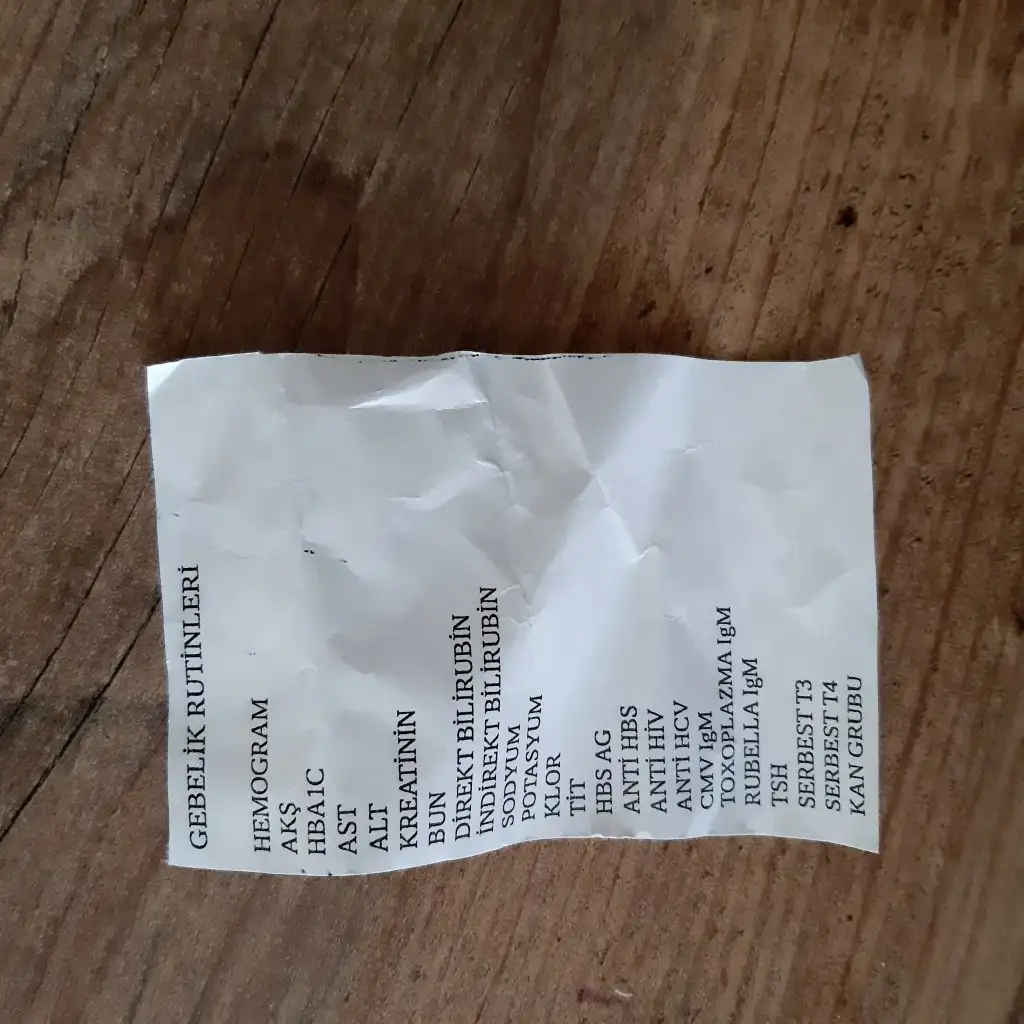 GEBELİK RUTİNLERİ
HEMOGRAM
AKŞ
HBA1C
AST
ALT
KREATİNİN
BUN
DİREKT BİLİRUBİN
İNDİREKT BİLİRUBİN
SODYUM
POTASYUM
KLOR
TİT
HBS AG
ANTİ HBS
ANTİ HİV
ANTİ HCV
CMV IgM
TOXOPLAZMA IgM
RUBELLA IgM
TSH
SERBEST T3
SERBEST T4
KAN GRUBU